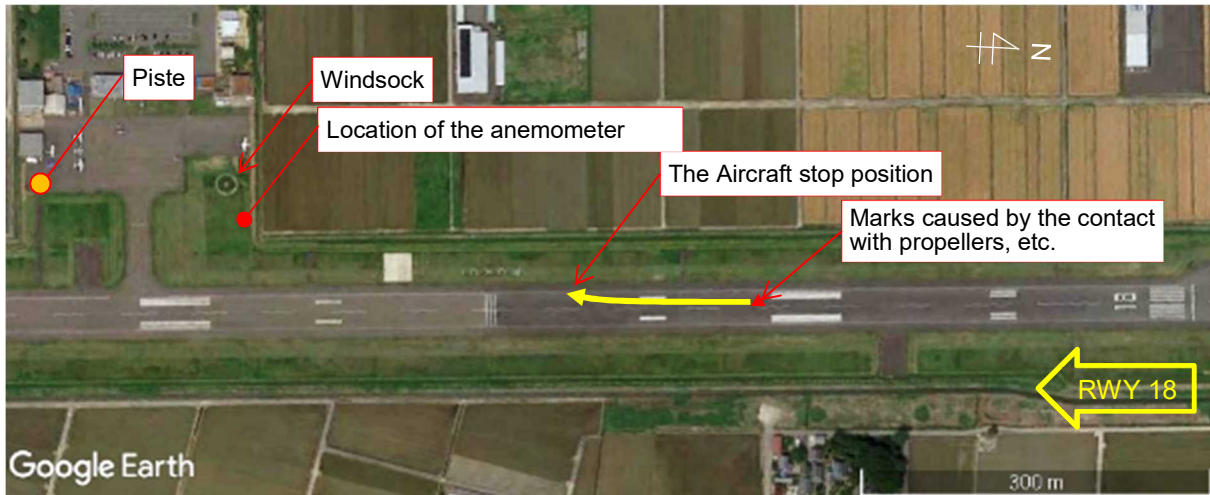 N
Piste
Windsock
Location of the anemometer
The Aircraft stop position
Marks caused by the contact
with propellers, etc.
18
RWY 18
Google Earth
300 m